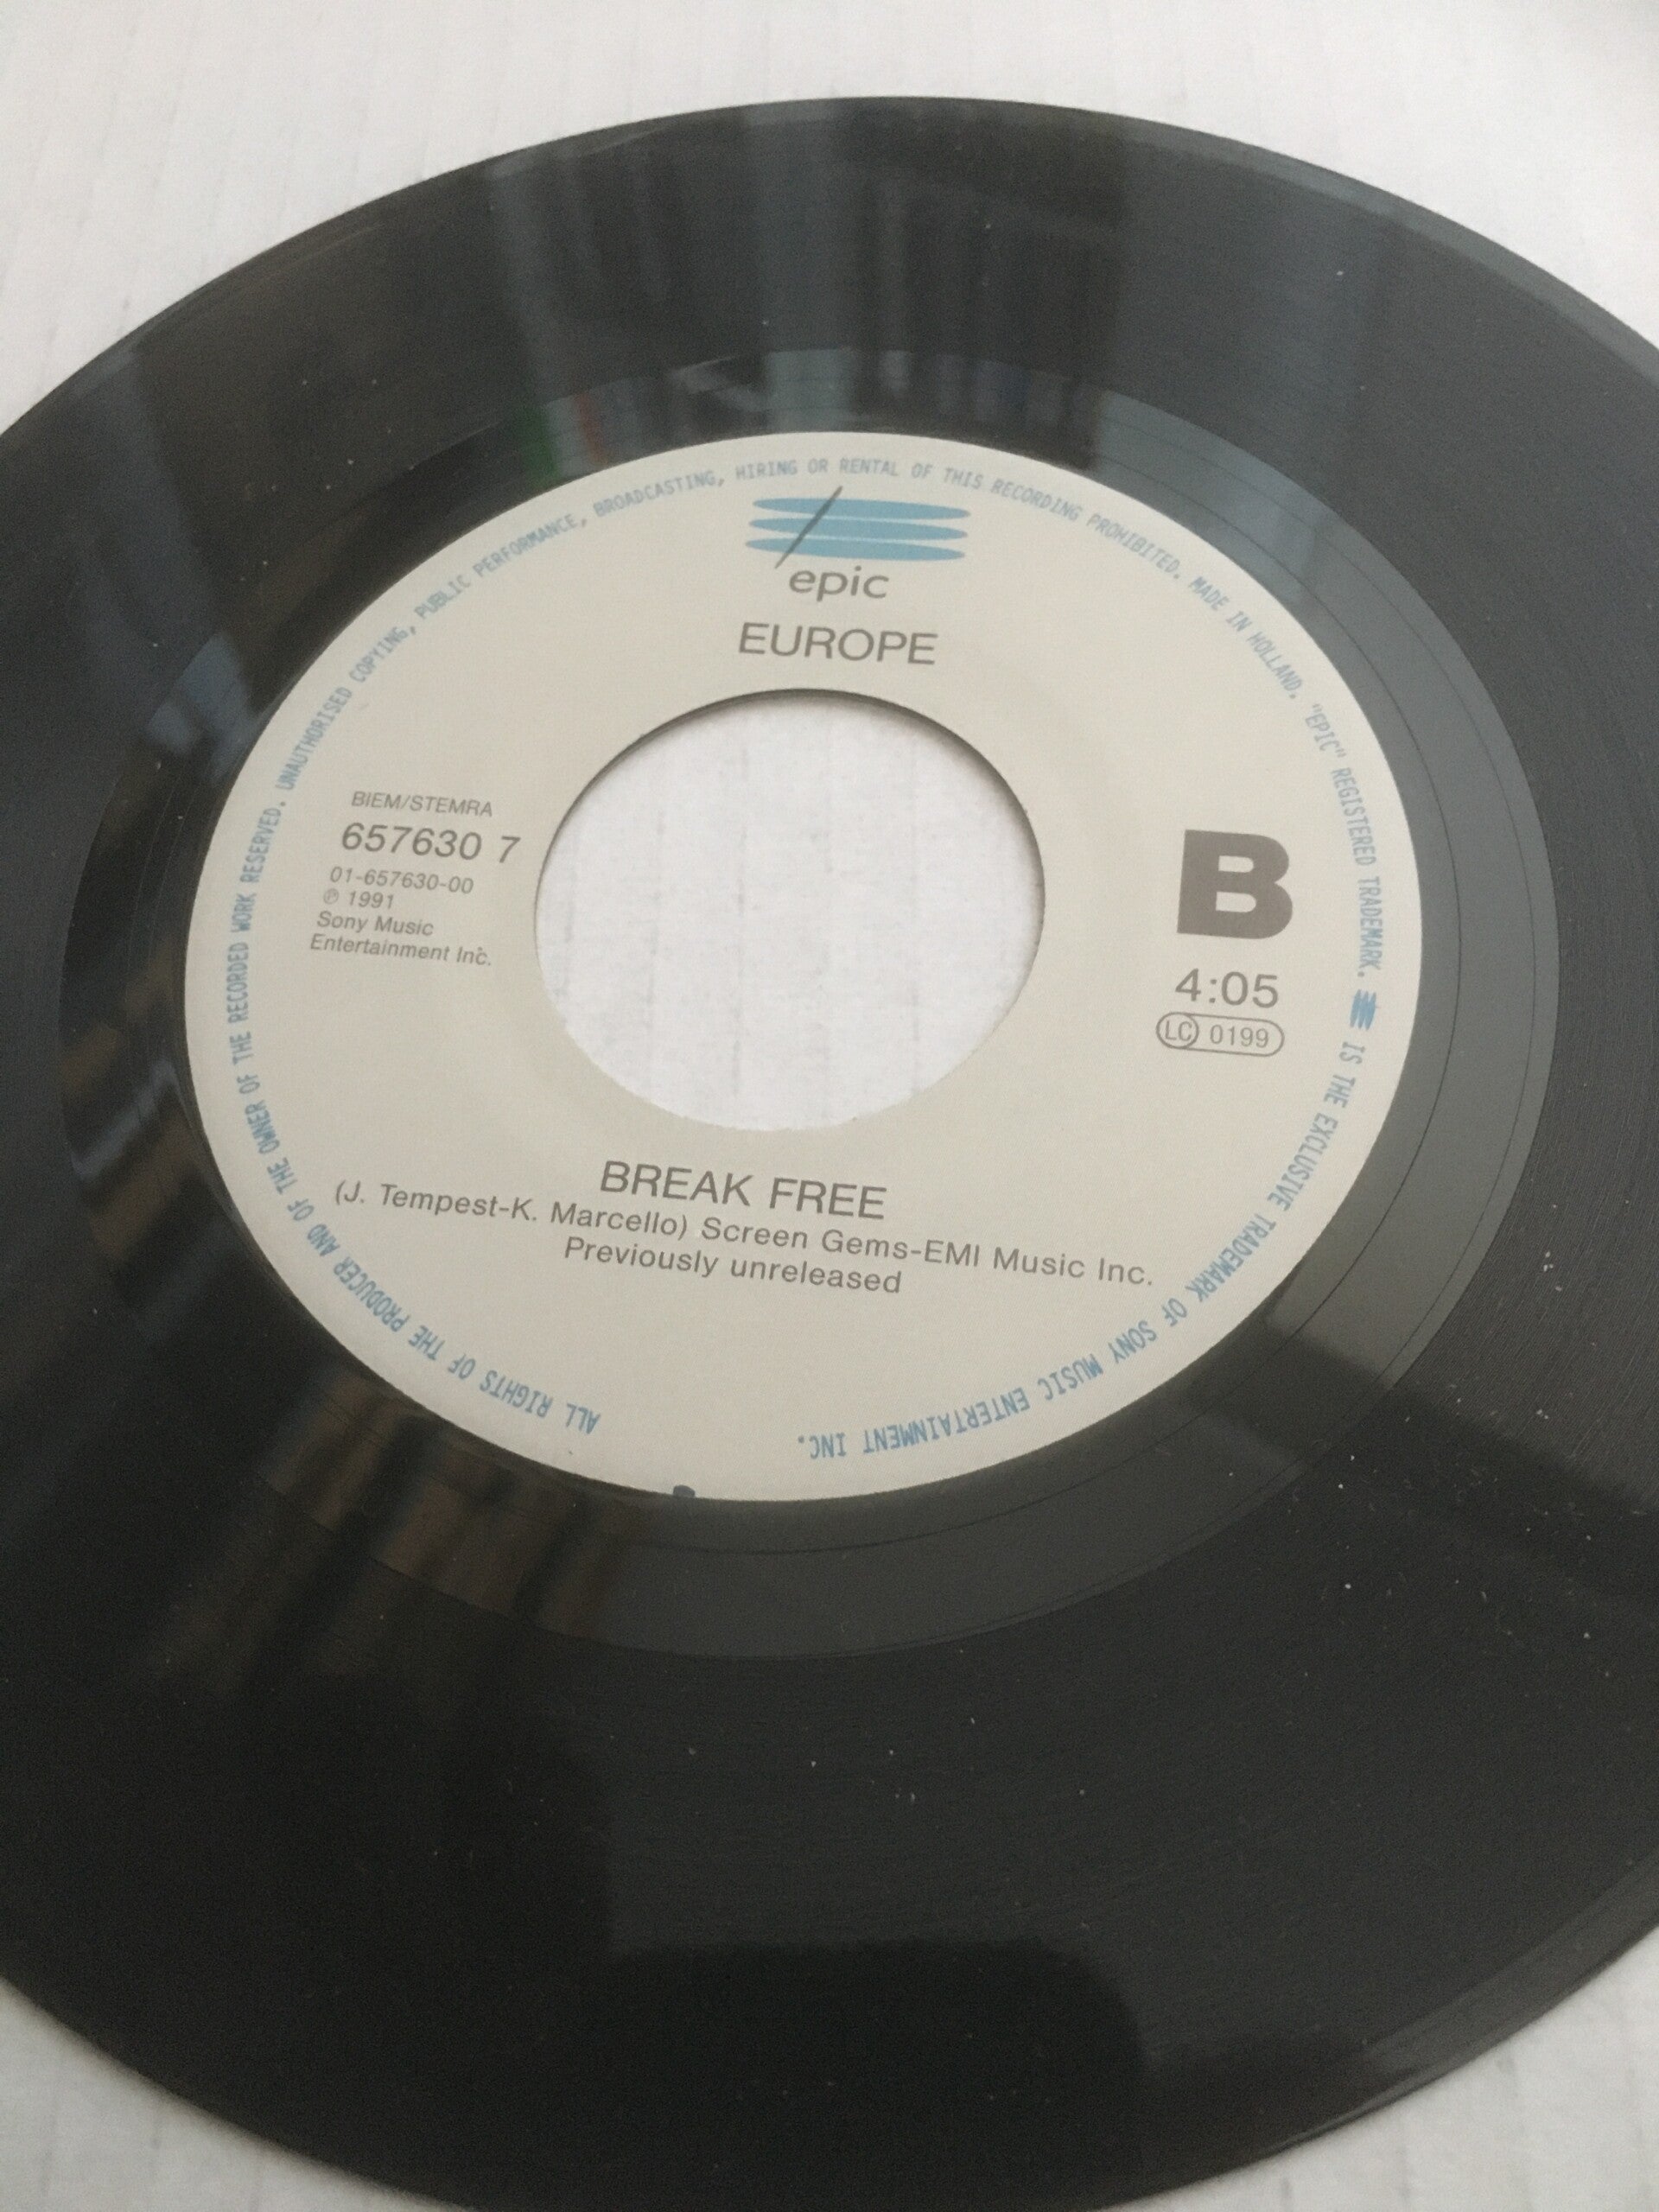 epic
EUROPE
BIEM/STEMRA
657630 7
01-657630-00
℗ 1991
Sony Music
Entertainment Inc.
B
4:05
LC 0199
BREAK FREE
(J. Tempest-K. Marcello) Screen Gems-EMI Music Inc.
Previously unreleased
ALL RIGHTS OF THE PRODUCER AND OF THE OWNER OF THE RECORDED WORK RESERVED. UNAUTHORISED COPYING, PUBLIC PERFORMANCE, BROADCASTING, HIRING OR RENTAL OF THIS RECORDING PROHIBITED. MADE IN HOLLAND. "EPIC" REGISTERED TRADEMARK. IS THE EXCLUSIVE TRADEMARK OF SONY MUSIC ENTERTAINMENT INC.